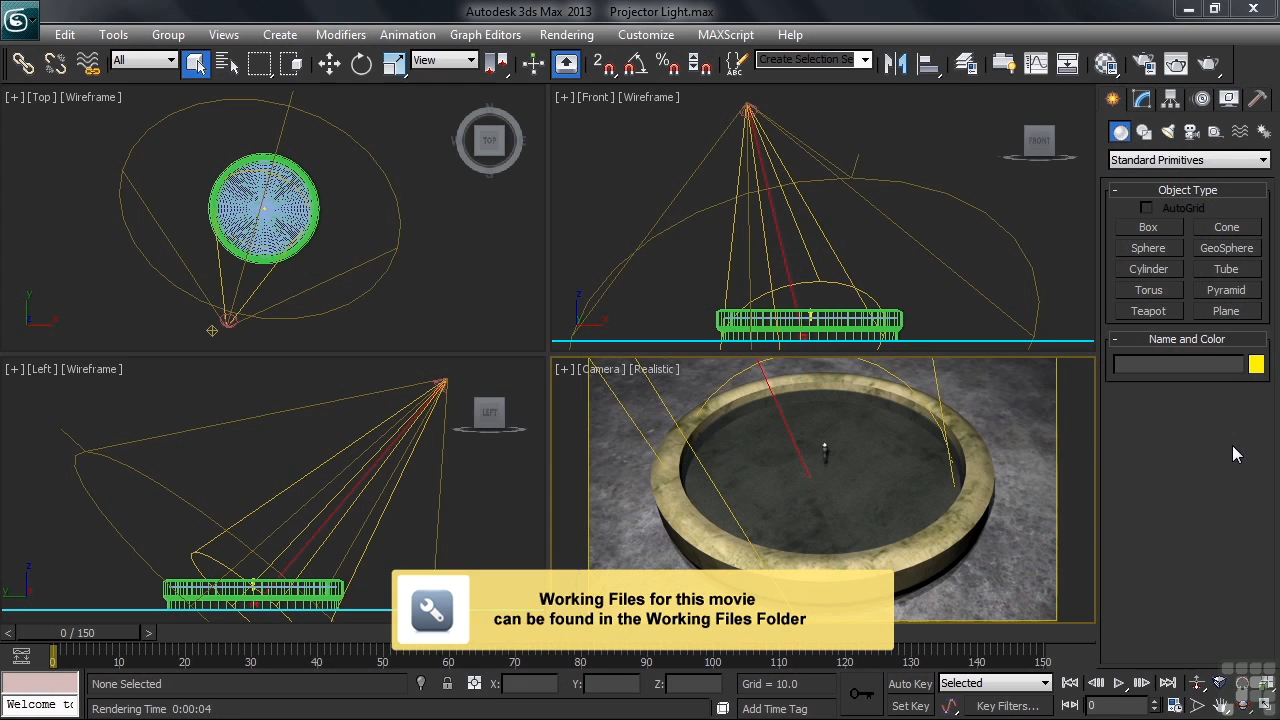 Autodesk 3ds Max 2013 Projector Light.max
Edit Tools Group Views Create Modifiers Animation Graph Editors Rendering Customize MAXScript Help
All View Create Selection Se
[+] [Top] [Wireframe]
TOP
[+] [Front] [Wireframe]
FRONT
Standard Primitives
Object Type
AutoGrid
Box Cone
Sphere GeoSphere
Cylinder Tube
Torus Pyramid
Teapot Plane
Name and Color
[+] [Left] [Wireframe]
LEFT
[+] [Camera] [Realistic]
Working Files for this movie
can be found in the Working Files Folder
< 0 / 150 >
0 10 20 30 40 50 60 70 80 90 100 110 120 130 140 150
None Selected X: Y: Z: Grid = 10.0 Auto Key Selected
Welcome to Rendering Time 0:00:04 Add Time Tag Set Key Key Filters... 0